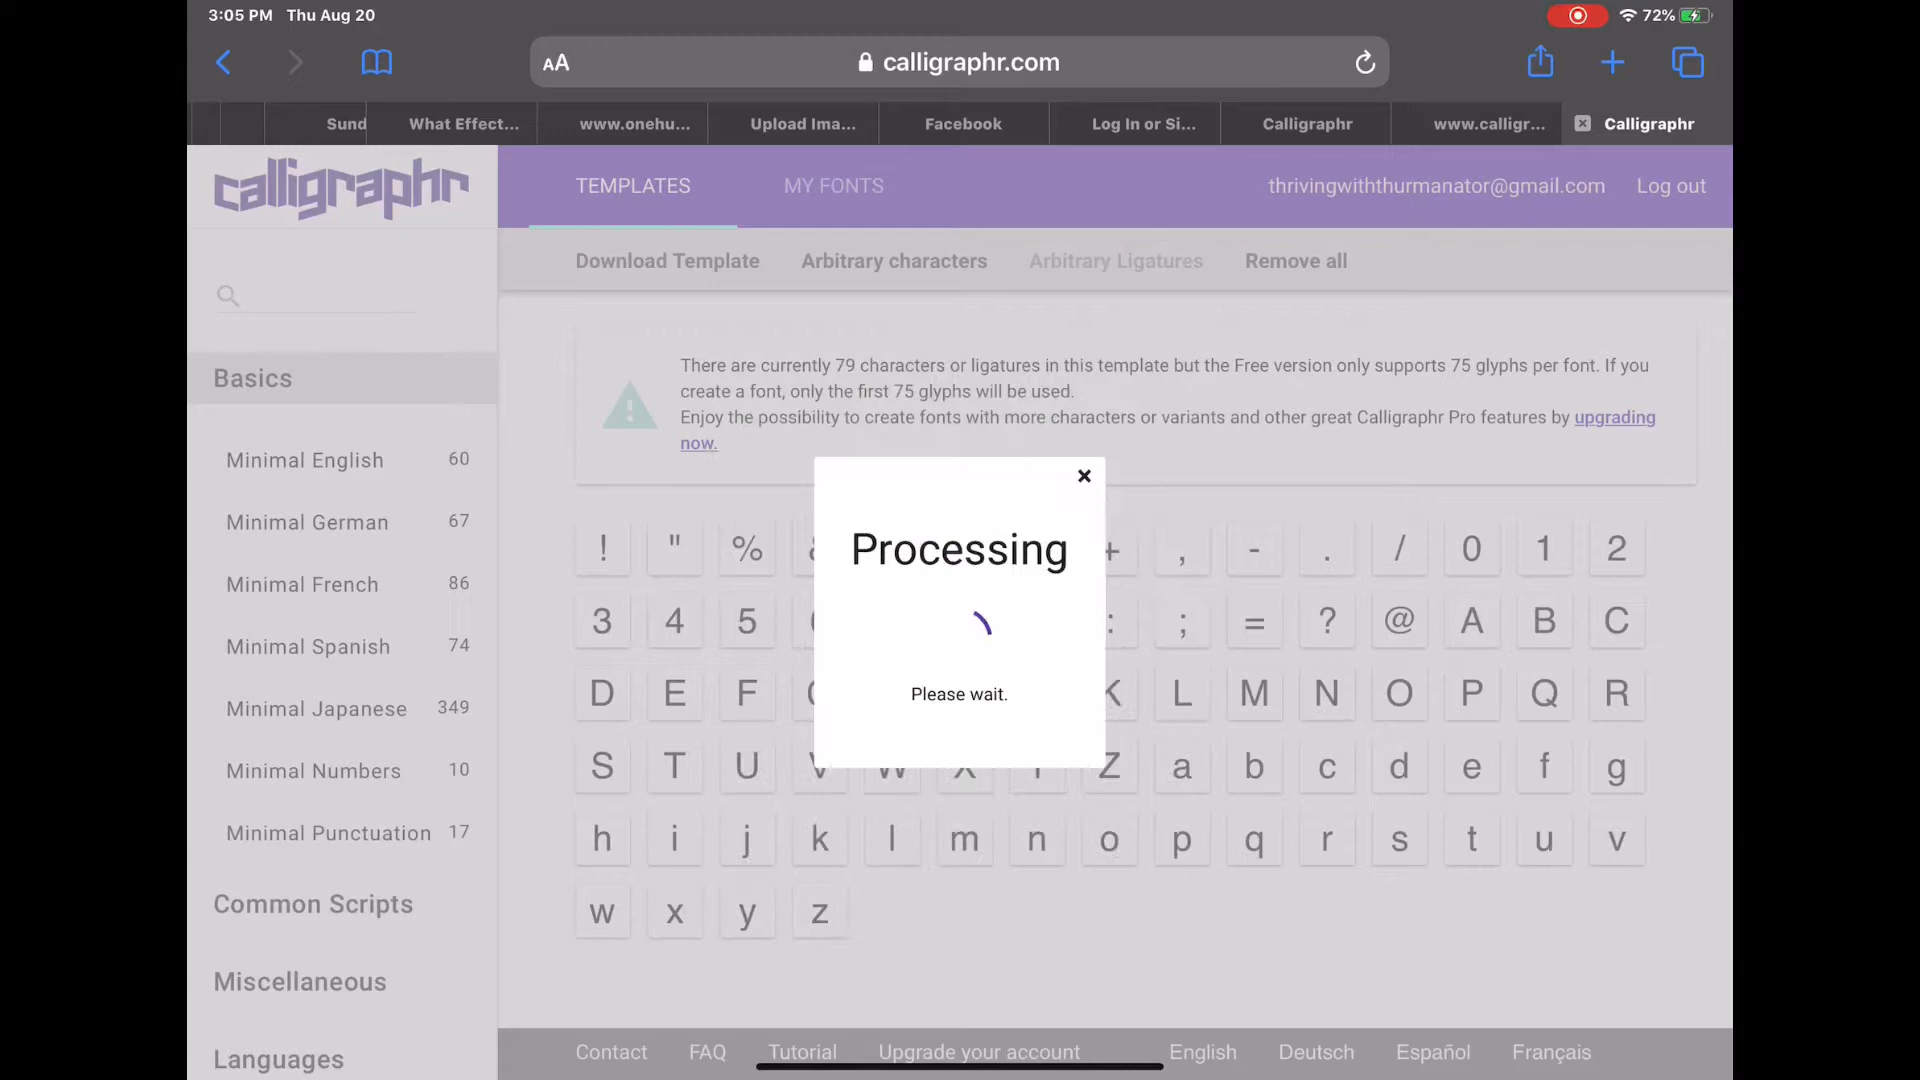 3:05 PM Thu Aug 20
72%
AA calligraphr.com
Sund What Effect... www.onehu... Upload Ima... Facebook Log In or Si... Calligraphr www.calligr... Calligraphr
calligraphr
TEMPLATES MY FONTS thrivingwiththurmanator@gmail.com Log out
Download Template Arbitrary characters Arbitrary Ligatures Remove all
Basics
Minimal English 60
Minimal German 67
Minimal French 86
Minimal Spanish 74
Minimal Japanese 349
Minimal Numbers 10
Minimal Punctuation 17
Common Scripts
Miscellaneous
Languages
There are currently 79 characters or ligatures in this template but the Free version only supports 75 glyphs per font. If you
create a font, only the first 75 glyphs will be used.
Enjoy the possibility to create fonts with more characters or variants and other great Calligraphr Pro features by upgrading
now.
Processing
Please wait.
! " % + , - . / 0 1 2
3 4 5 : ; = ? @ A B C
D E F K L M N O P Q R
S T U V W X Y Z a b c d e f g
h i j k l m n o p q r s t u v
w x y z
Contact FAQ Tutorial Upgrade your account English Deutsch Español Français